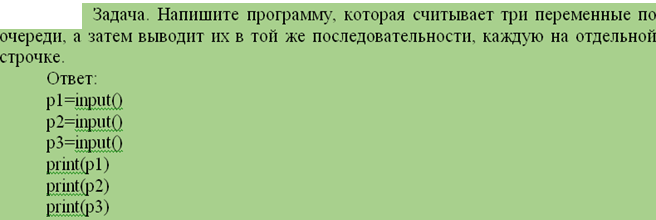 Задача. Напишите программу, которая считывает три переменные по
очереди, а затем выводит их в той же последовательности, каждую на отдельной
строчке.
Ответ:
p1=input()
p2=input()
p3=input()
print(p1)
print(p2)
print(p3)